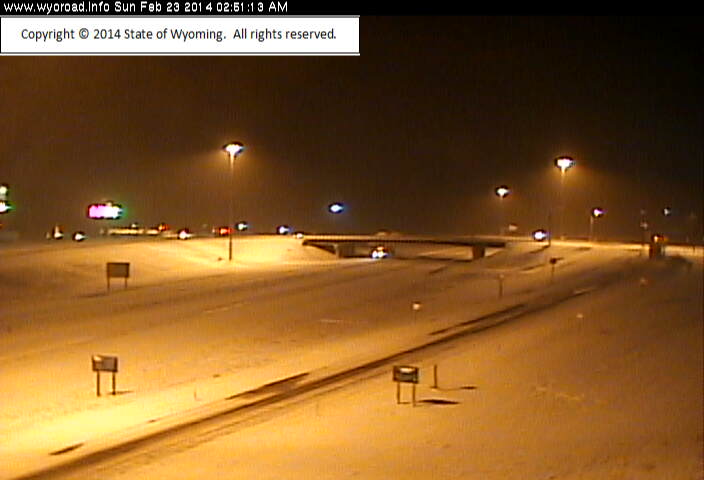 www.wyoroad.info Sun Feb 23 2014 02:51:13 AM
Copyright © 2014 State of Wyoming.  All rights reserved.